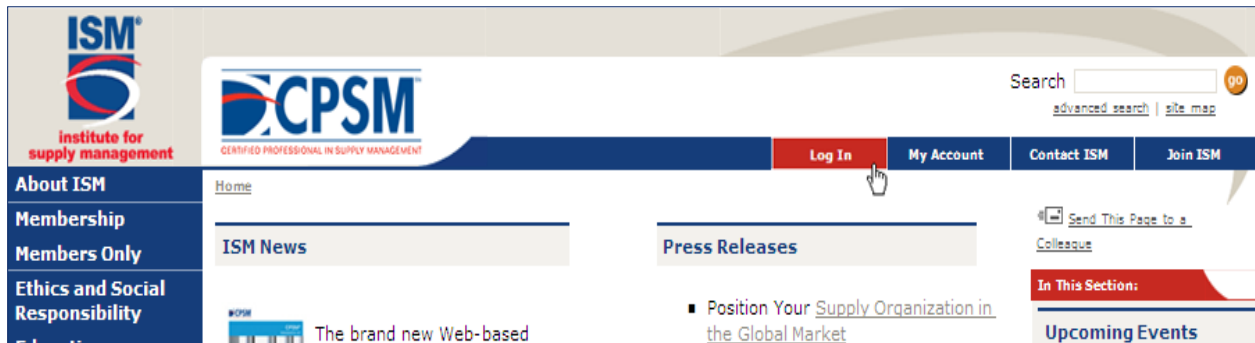 ISM
institute for
supply management
CPSM
CERTIFIED PROFESSIONAL IN SUPPLY MANAGEMENT
Search
go
advanced search | site map
Log In
My Account
Contact ISM
Join ISM
About ISM
Membership
Members Only
Ethics and Social
Responsibility
Home
ISM News
The brand new Web-based
Press Releases
Position Your Supply Organization in
the Global Market
Send This Page to a
Colleague
In This Section:
Upcoming Events